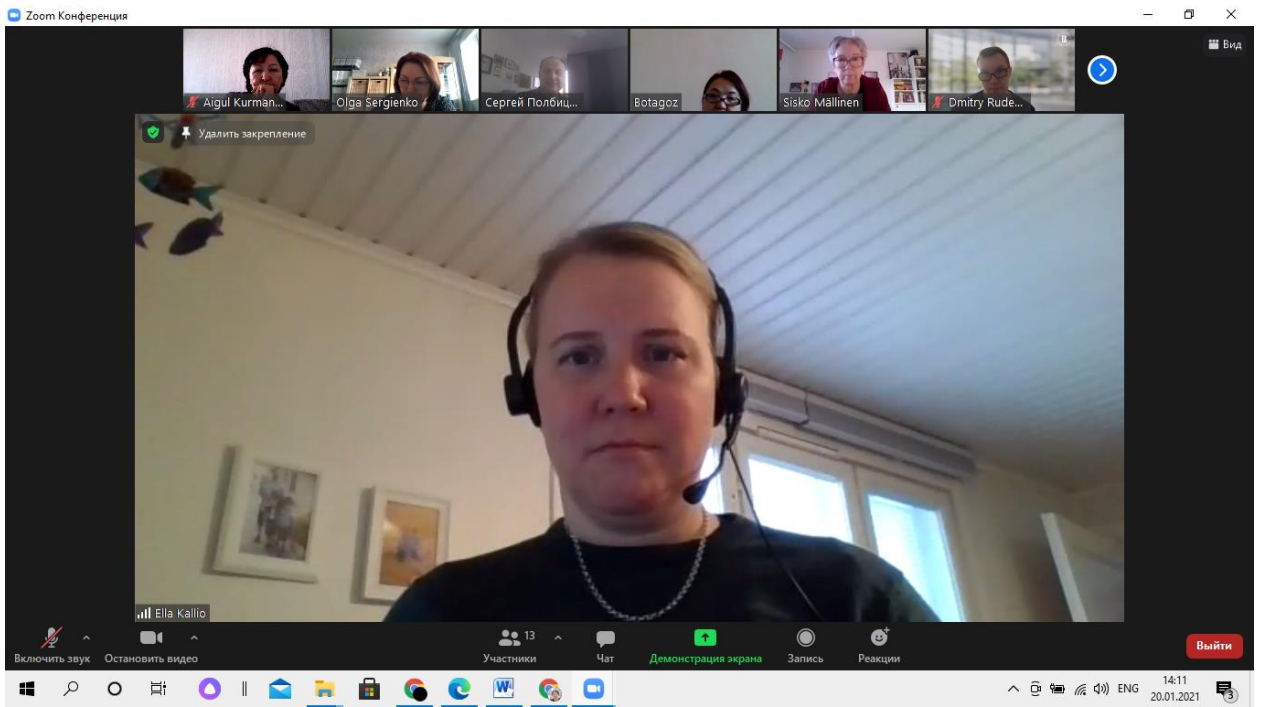 Zoom Конференция
Вид
Aigul Kurman...
Olga Sergienko
Сергей Полбиц...
Botagoz
Sisko Mällinen
Dmitry Rude...
Удалить закрепление
Ella Kallio
13
Включить звук
Остановить видео
Участники
Чат
Демонстрация экрана
Запись
Реакции
Выйти
W
ENG
14:11
20.01.2021
3